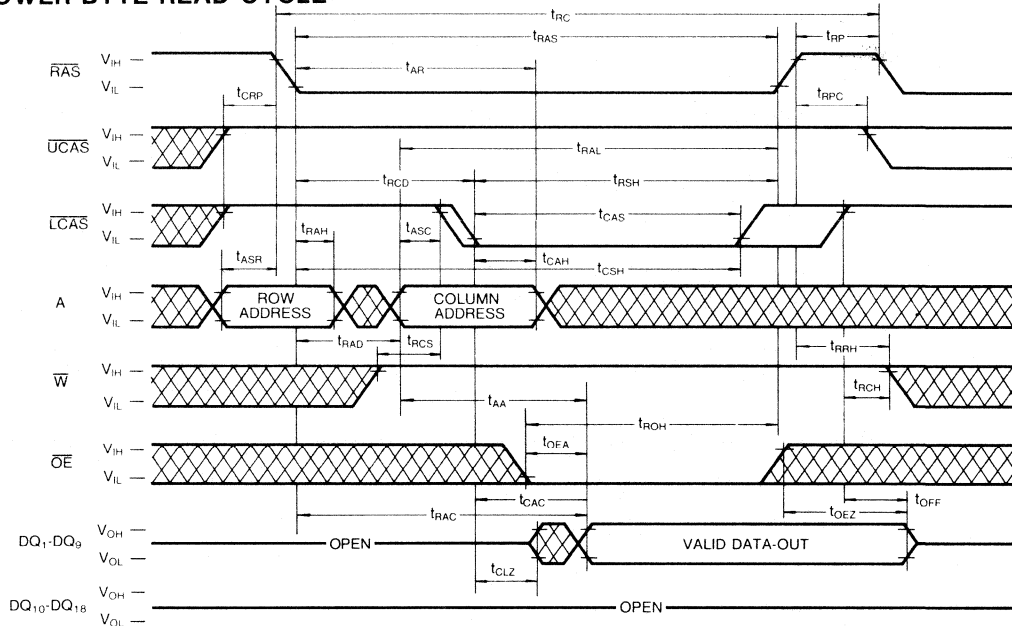 LOWER BYTE READ CYCLE
tRC
tRAS
tRP
RAS
VIH
VIL
tAR
tCRP
tRPC
UCAS
VIH
VIL
tRAL
tRCD
tRSH
LCAS
VIH
VIL
tCAS
tRAH
tASC
tASR
tCAH
tCSH
A
VIH
VIL
ROW
ADDRESS
COLUMN
ADDRESS
tRAD
tRCS
tRRH
W
VIH
VIL
tRCH
tAA
tROH
tOEA
OE
VIH
VIL
tCAC
tOFF
tRAC
tOEZ
DQ1-DQ9
VOH
VOL
OPEN
VALID DATA-OUT
tCLZ
DQ10-DQ18
VOH
VOL
OPEN